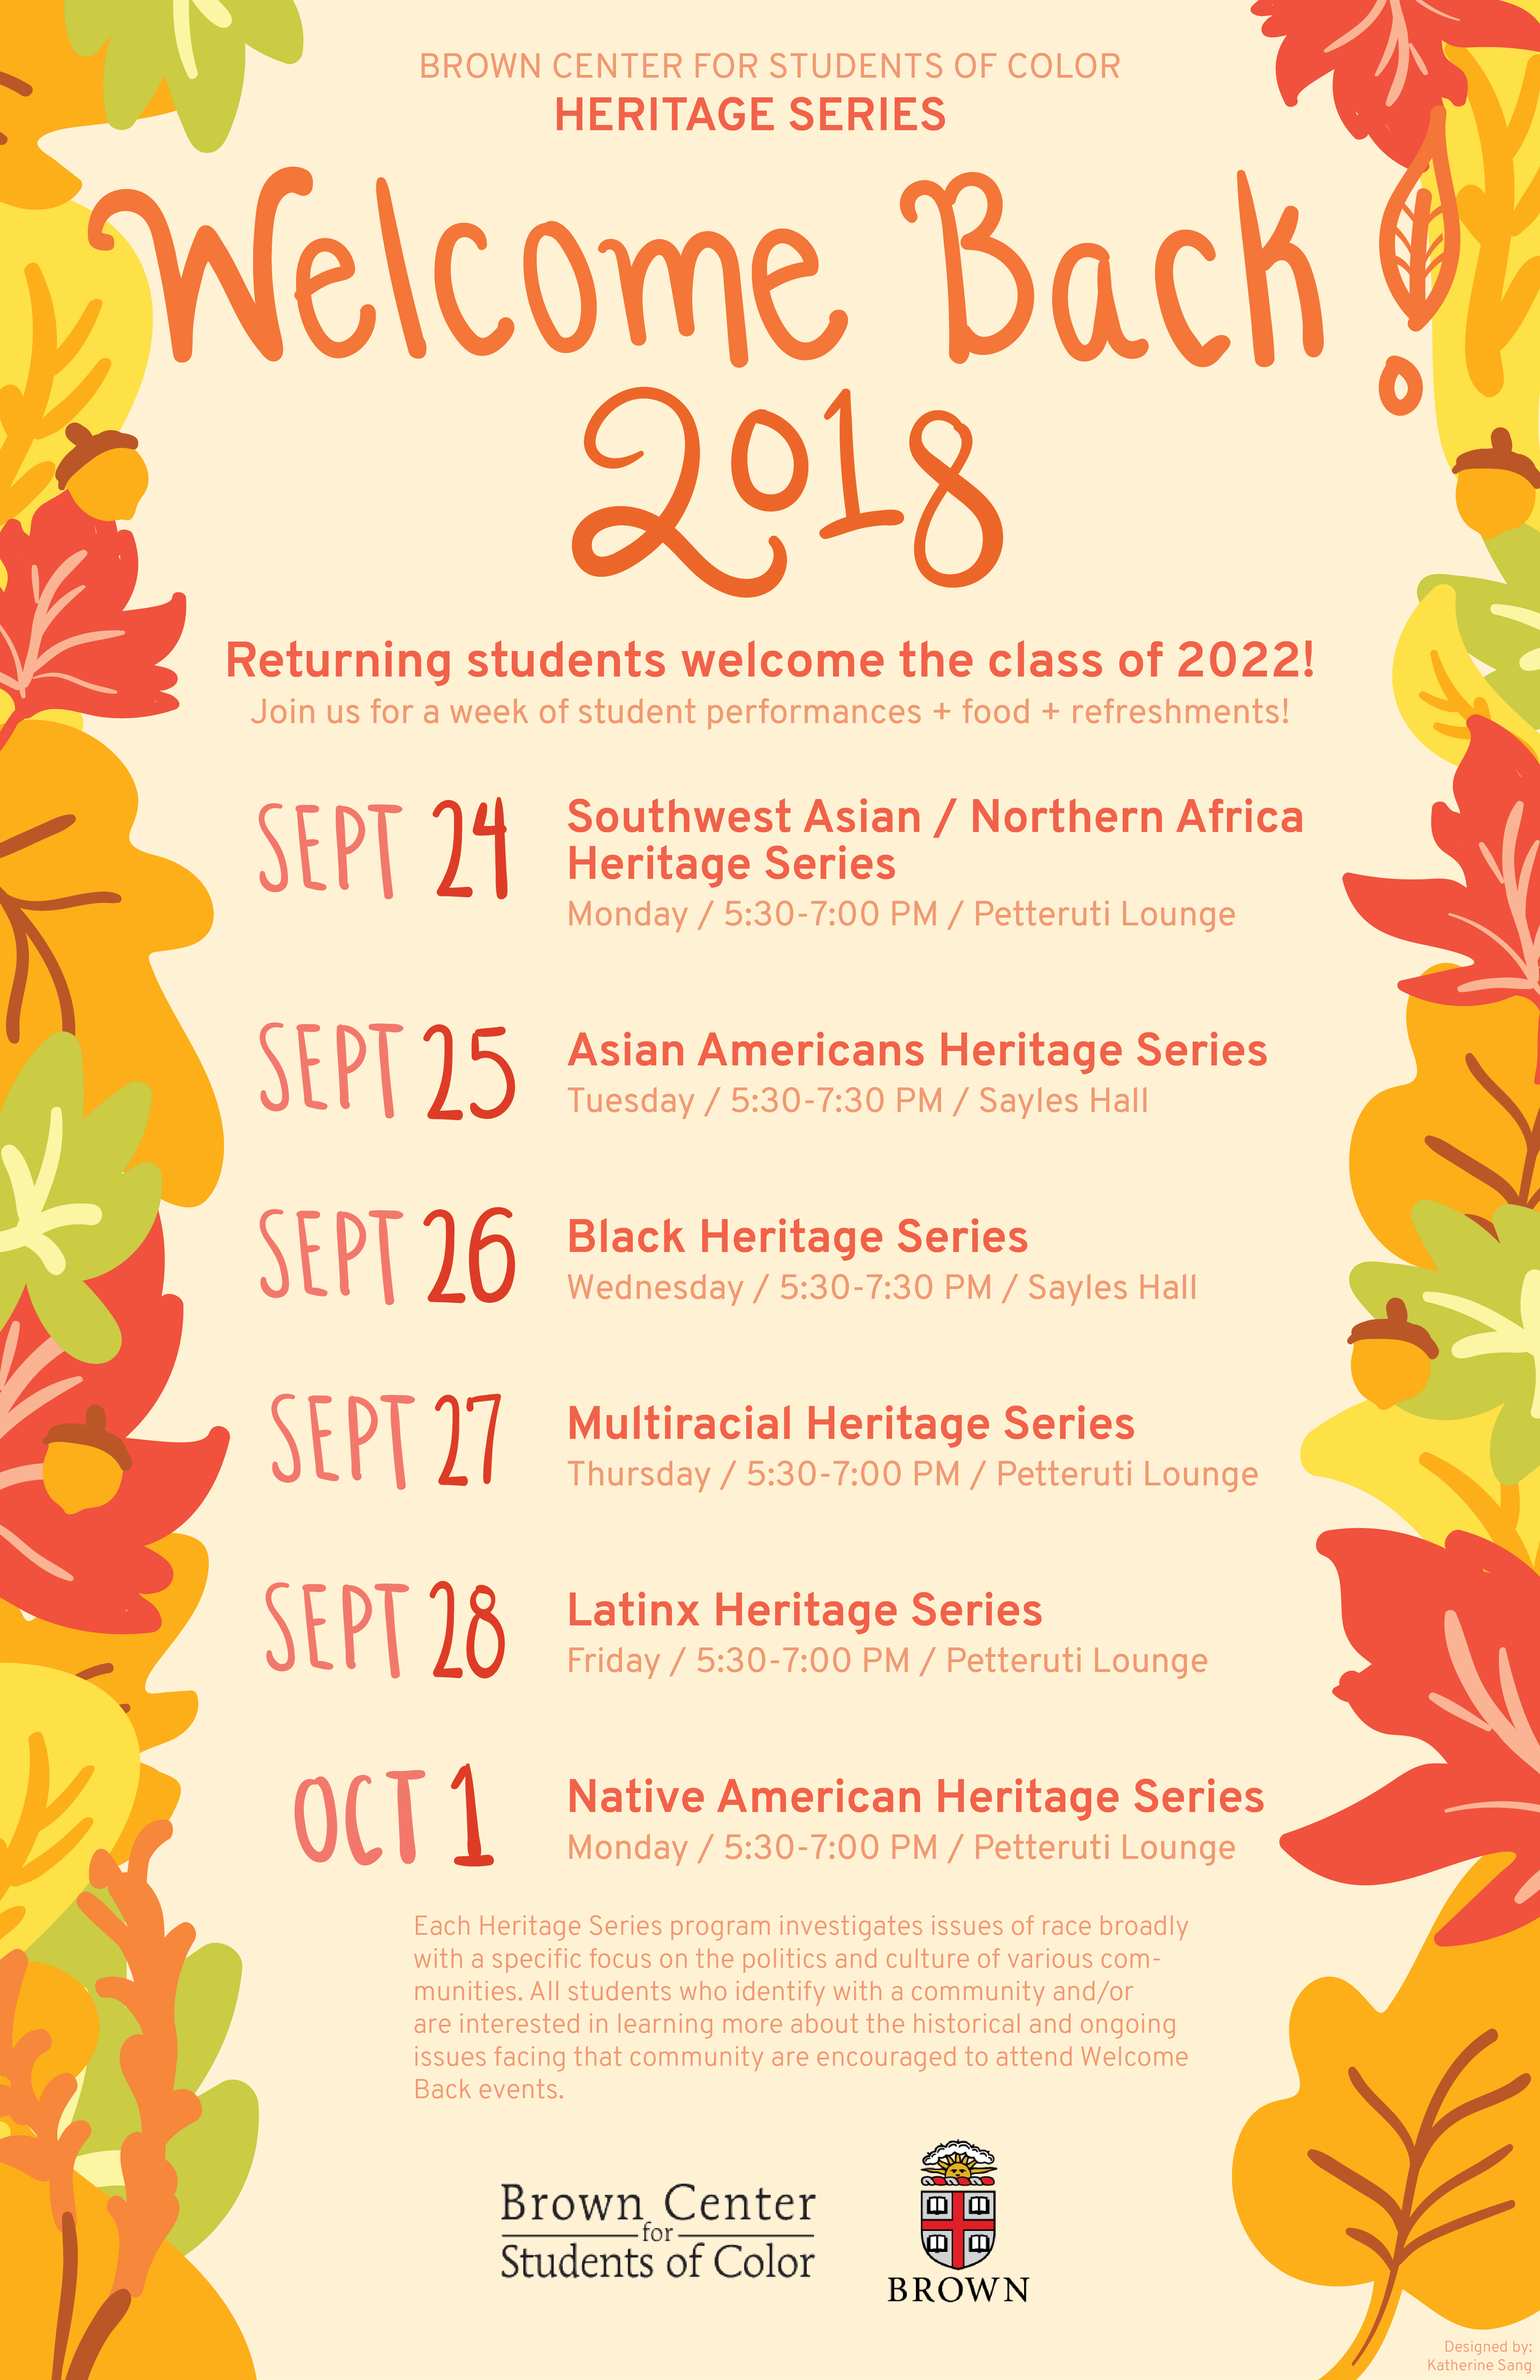 BROWN CENTER FOR STUDENTS OF COLOR
HERITAGE SERIES
Welcome Back!
2018
Returning students welcome the class of 2022!
Join us for a week of student performances + food + refreshments!
SEPT 24
Southwest Asian / Northern Africa
Heritage Series
Monday / 5:30-7:00 PM / Petteruti Lounge
SEPT 25
Asian Americans Heritage Series
Tuesday / 5:30-7:30 PM / Sayles Hall
SEPT 26
Black Heritage Series
Wednesday / 5:30-7:30 PM / Sayles Hall
SEPT 27
Multiracial Heritage Series
Thursday / 5:30-7:00 PM / Petteruti Lounge
SEPT 28
Latinx Heritage Series
Friday / 5:30-7:00 PM / Petteruti Lounge
OCT 1
Native American Heritage Series
Monday / 5:30-7:00 PM / Petteruti Lounge
Each Heritage Series program investigates issues of race broadly
with a specific focus on the politics and culture of various com-
munities. All students who identify with a community and/or
are interested in learning more about the historical and ongoing
issues facing that community are encouraged to attend Welcome
Back events.
Brown Center
for
Students of Color
BROWN
Designed by:
Katherine Sang